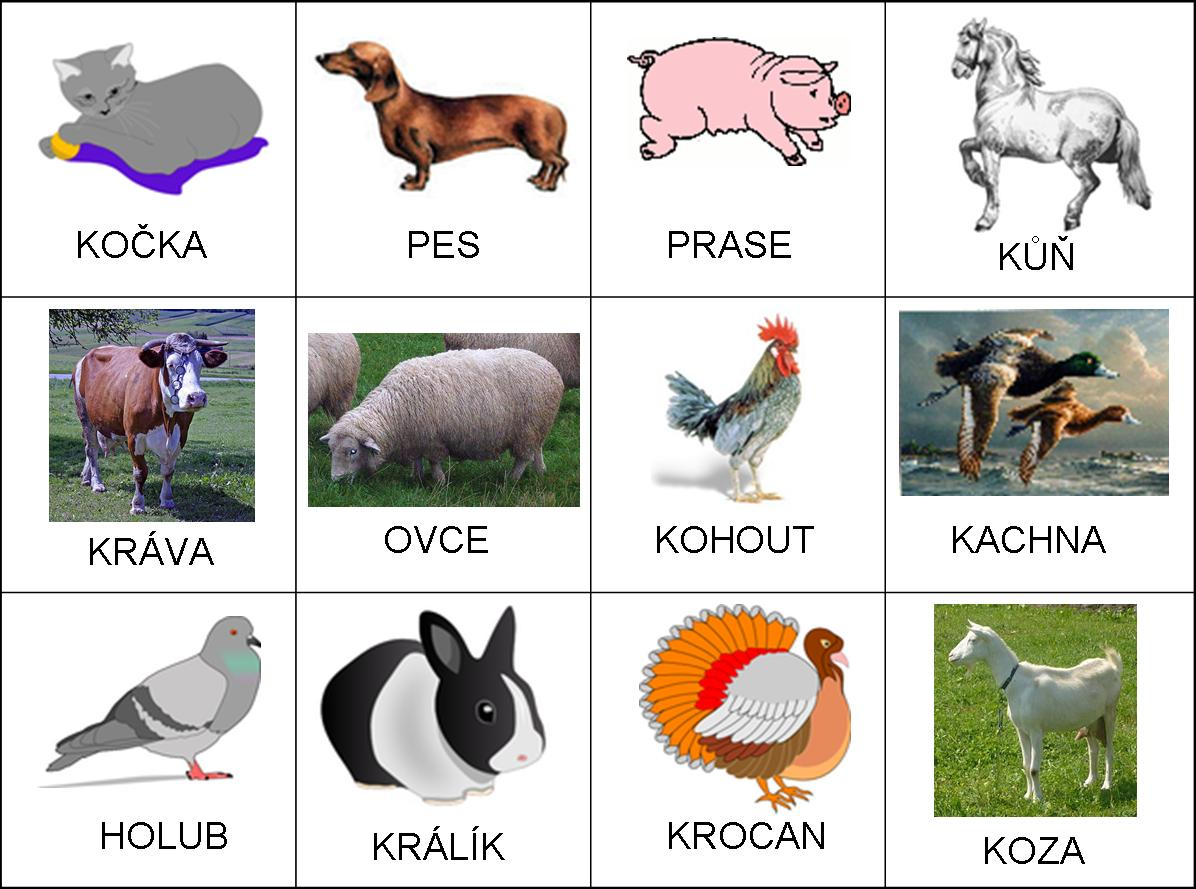 KOČKA
PES
PRASE
KŮŇ
KRÁVA
OVCE
KOHOUT
KACHNA
HOLUB
KRÁLÍK
KROCAN
KOZA